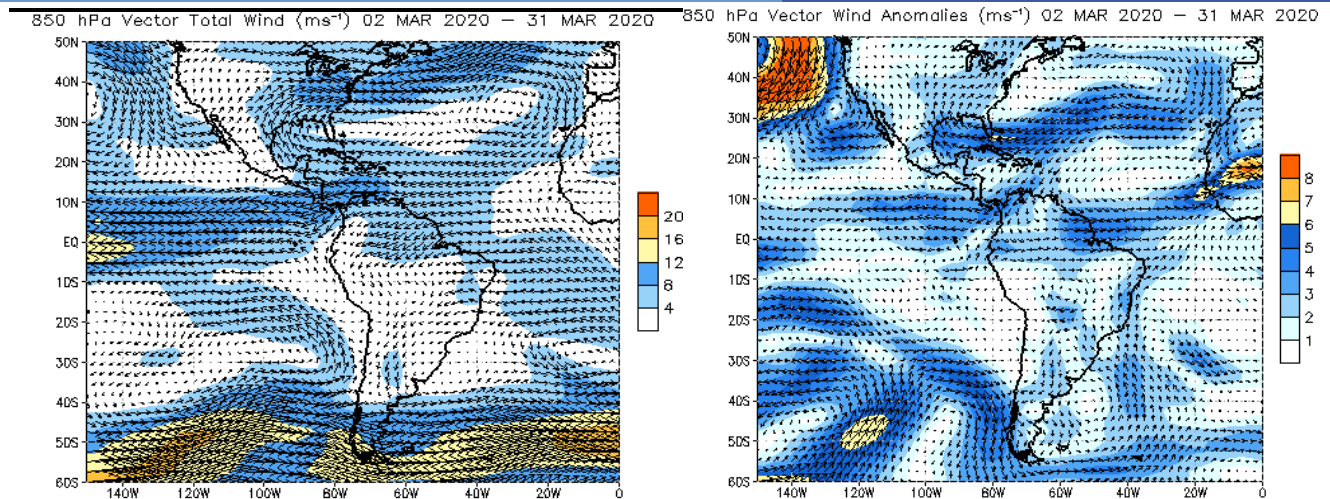 850 hPa Vector Total Wind (ms⁻¹) 02 MAR 2020 – 31 MAR 2020
50N
40N
30N
20N
10N
EQ
10S
20S
30S
40S
50S
60S
140W 120W 100W 80W 60W 40W 20W 0
20
16
12
8
4
850 hPa Vector Wind Anomalies (ms⁻¹) 02 MAR 2020 – 31 MAR 2020
50N
40N
30N
20N
10N
EQ
10S
20S
30S
40S
50S
60S
140W 120W 100W 80W 60W 40W 20W 0
8
7
6
5
4
3
2
1